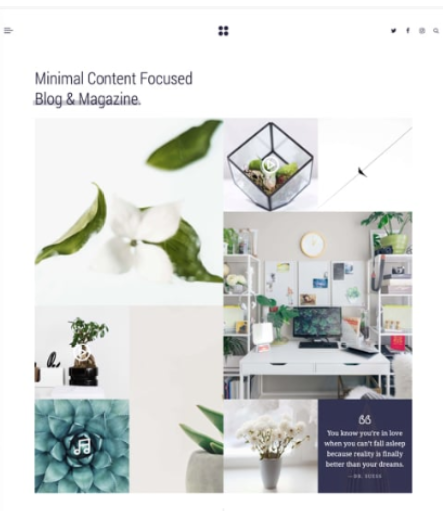 Minimal Content Focused
Blog & Magazine
You know you're in love
when you can't fall asleep
because reality is finally
better than your dreams.
— DR. SEUSS